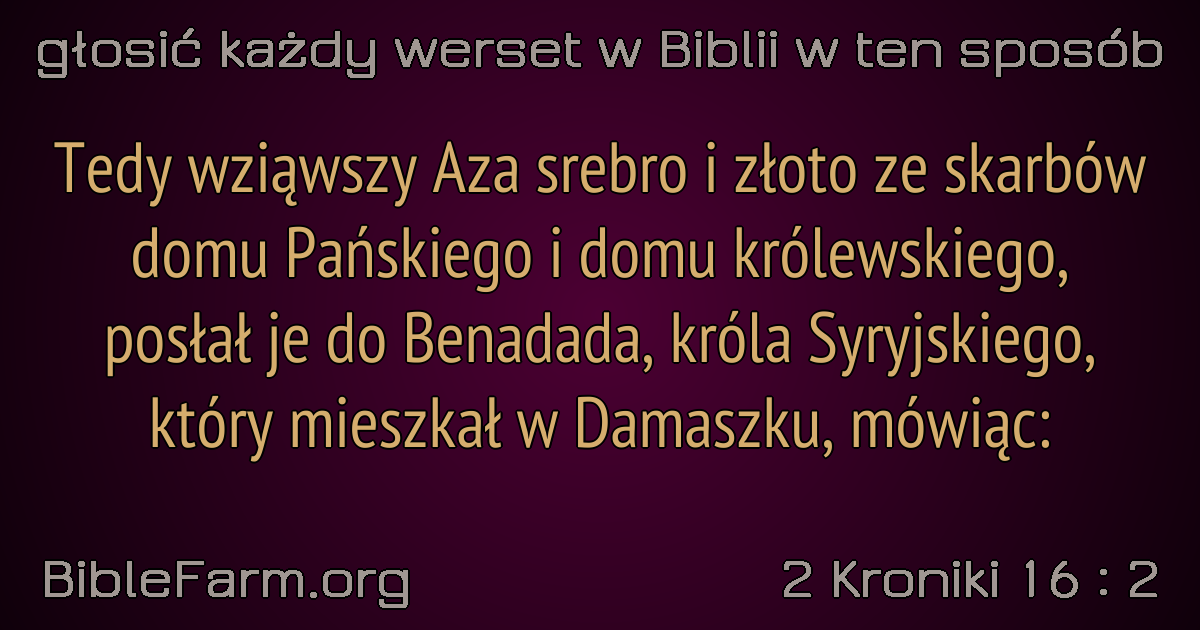 głosić każdy werset w Biblii w ten sposób
Tedy wziąwszy Aza srebro i złoto ze skarbów
domu Pańskiego i domu królewskiego,
posłał je do Benadada, króla Syryjskiego,
który mieszkał w Damaszku, mówiąc:
BibleFarm.org
2 Kroniki 16 : 2